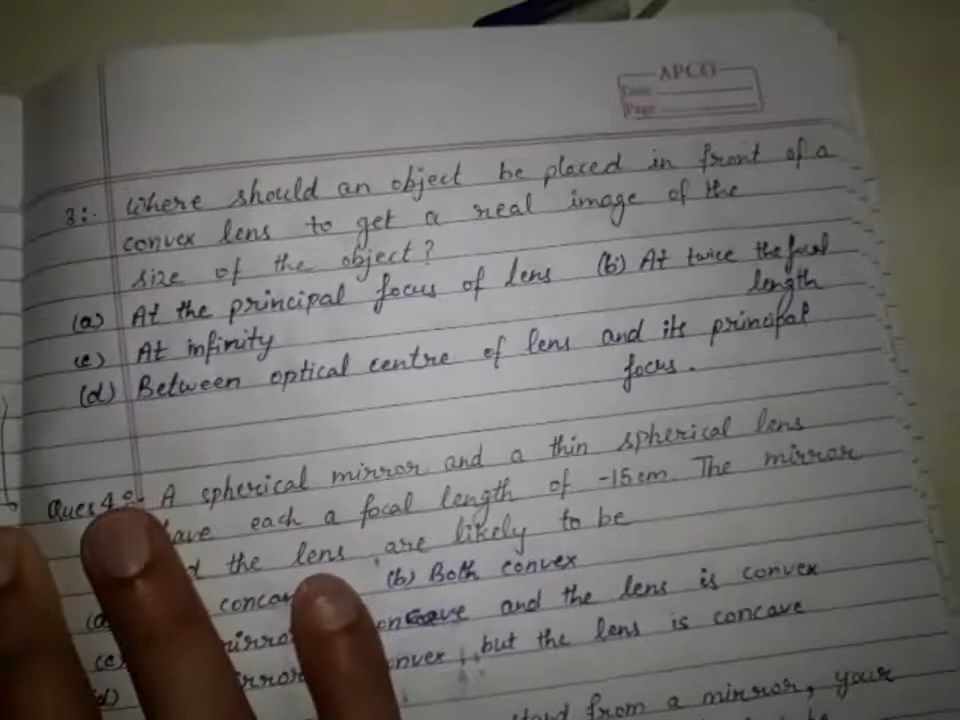 APCO
Date
Page
3:. Where should an object be placed in front of a
convex lens to get a real image of the
size of the object?
(a) At the principal focus of lens (b) At twice the focal
length
(c) At infinity
(d) Between optical centre of lens and its principal
focus.
Ques 4:- A spherical mirror and a thin spherical lens
have each a focal length of -15 cm. The mirror
the lens are likely to be
(b) Both convex
and the lens is convex
but the lens is concave
from a mirror, your